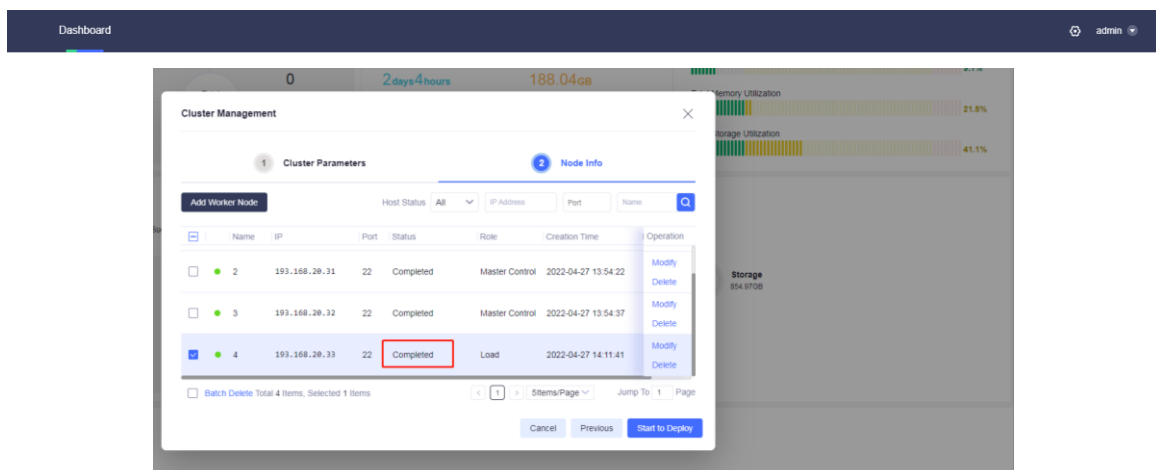 Dashboard
admin
0
2days4hours
188.04GB
Memory Utilization
21.8%
Storage Utilization
41.1%
Cluster Management
1 Cluster Parameters
2 Node Info
Add Worker Node Host Status All IP Address Port Name
Name IP Port Status Role Creation Time Operation
2 193.168.20.31 22 Completed Master Control 2022-04-27 13:54:22 Modify
Delete
3 193.168.20.32 22 Completed Master Control 2022-04-27 13:54:37 Modify
Delete
4 193.168.20.33 22 Completed Load 2022-04-27 14:11:41 Modify
Delete
Batch Delete Total 4 Items, Selected 1 Items < 1 > 5Items/Page Jump To 1 Page
Cancel Previous Start to Deploy
Storage
854.97GB